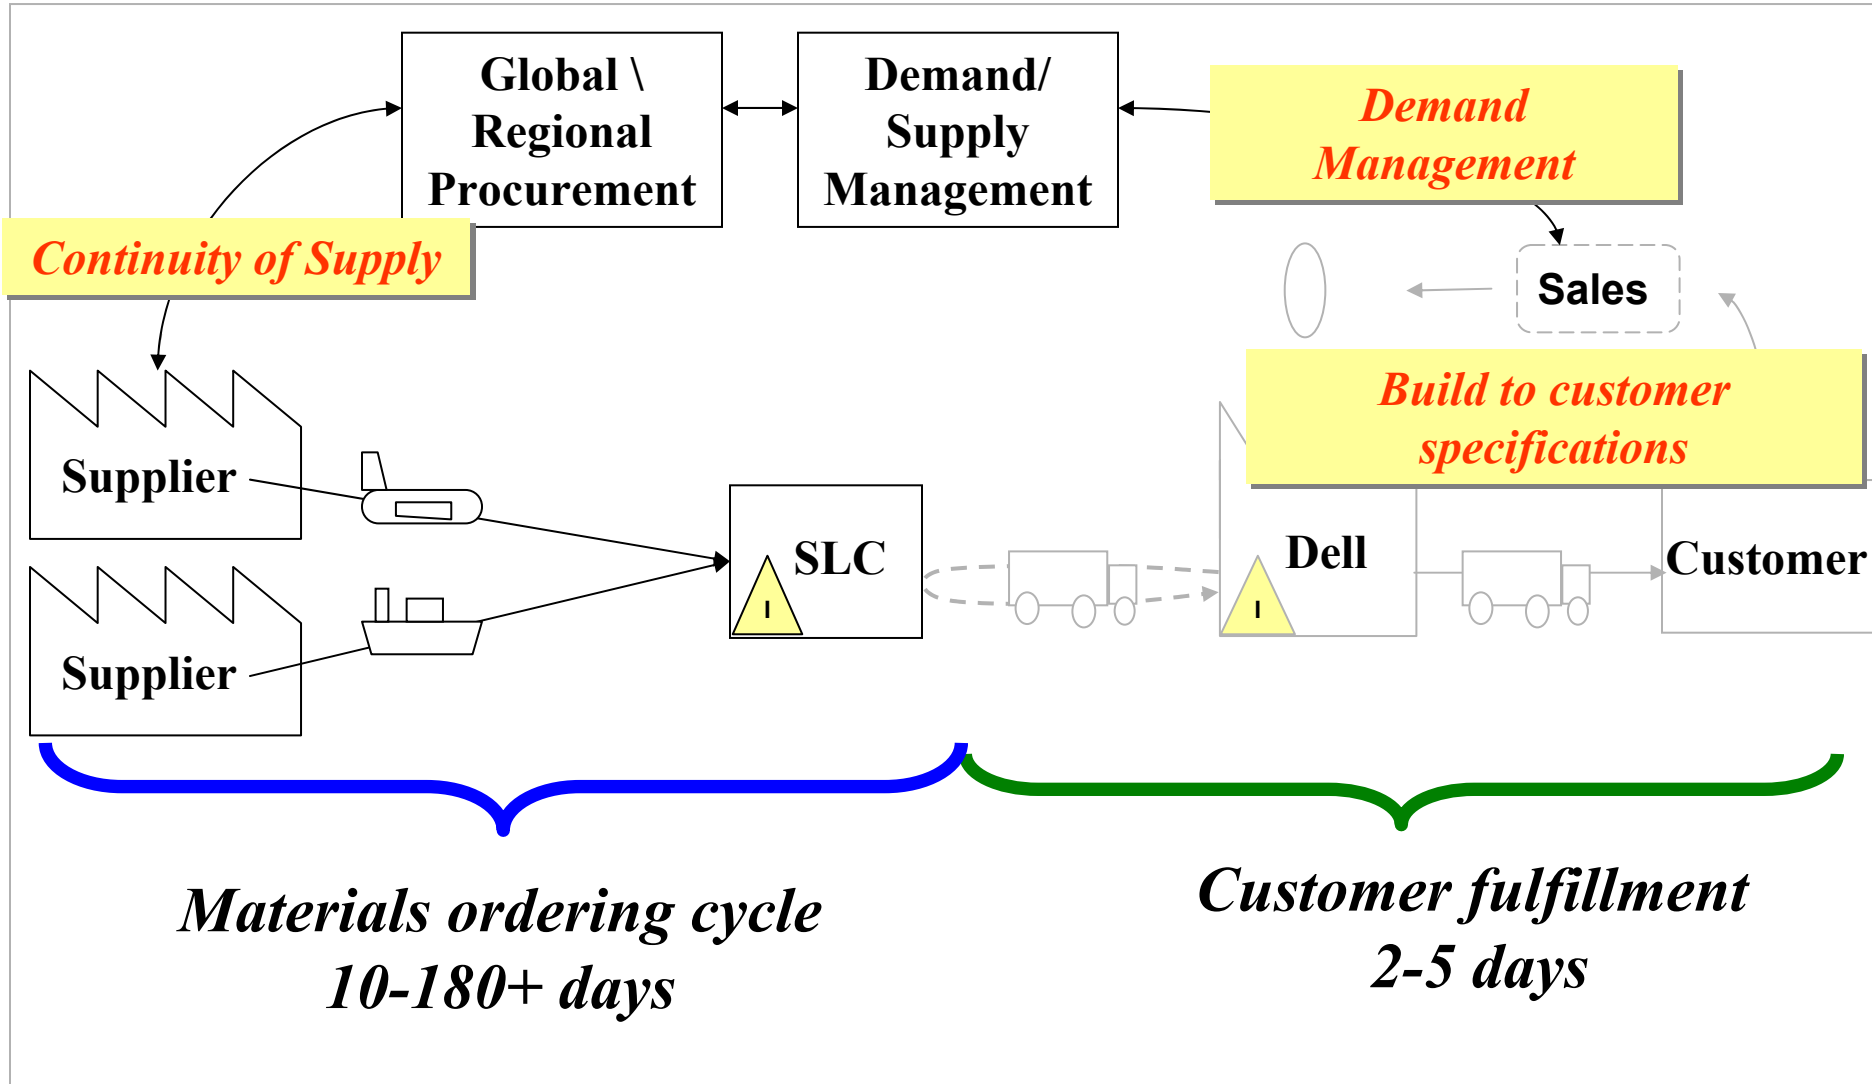 Global \
Regional
Procurement
Demand/
Supply
Management
Demand
Management
Continuity of Supply
Sales
Build to customer
specifications
Supplier
SLC
I
Dell
I
Customer
Supplier
Materials ordering cycle
10-180+ days
Customer fulfillment
2-5 days